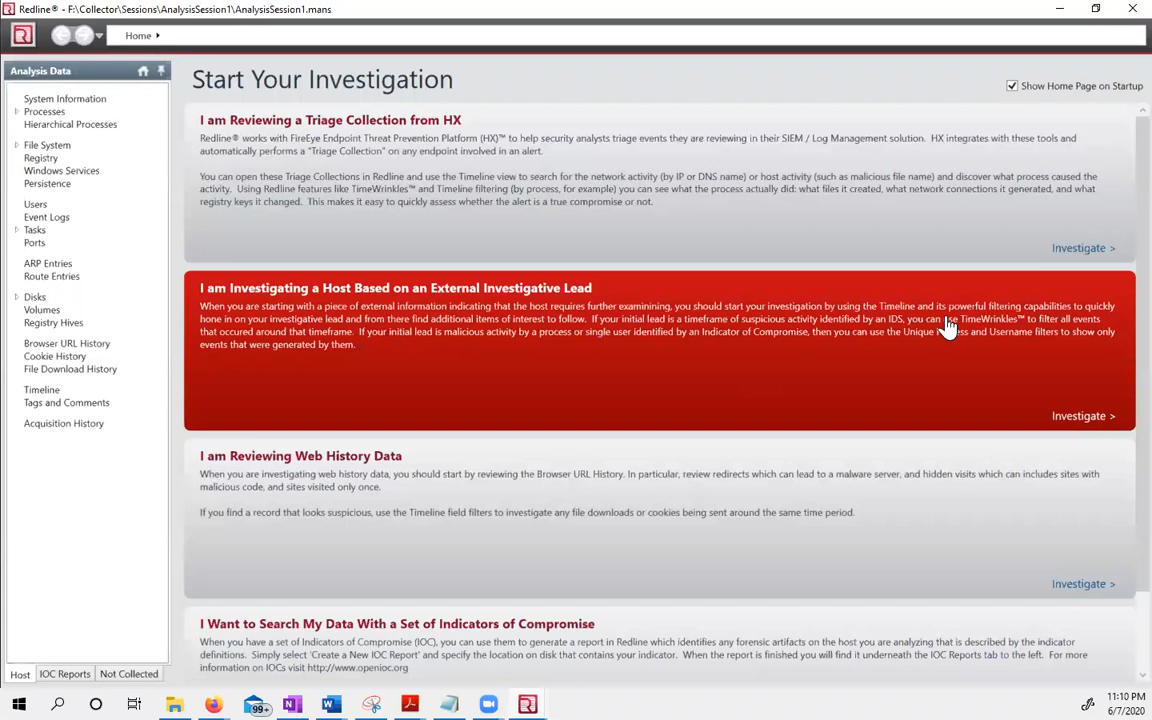 Redline® - F:\Collector\Sessions\AnalysisSession1\AnalysisSession1.mans
Home
Analysis Data
System Information
Processes
Hierarchical Processes
File System
Registry
Windows Services
Persistence
Users
Event Logs
Tasks
Ports
ARP Entries
Route Entries
Disks
Volumes
Registry Hives
Browser URL History
Cookie History
File Download History
Timeline
Tags and Comments
Acquisition History
Host
IOC Reports
Not Collected
Start Your Investigation
Show Home Page on Startup
I am Reviewing a Triage Collection from HX
Redline® works with FireEye Endpoint Threat Prevention Platform (HX)™ to help security analysts triage events they are reviewing in their SIEM / Log Management solution.  HX integrates with these tools and
automatically performs a "Triage Collection" on any endpoint involved in an alert.
You can open these Triage Collections in Redline and use the Timeline view to search for the network activity (by IP or DNS name) or host activity (such as malicious file name) and discover what process caused the
activity.  Using Redline features like TimeWrinkles™ and Timeline filtering (by process, for example) you can see what the process actually did: what files it created, what network connections it generated, and what
registry keys it changed.  This makes it easy to quickly assess whether the alert is a true compromise or not.
Investigate >
I am Investigating a Host Based on an External Investigative Lead
When you are starting with a piece of external information indicating that the host requires further examinining, you should start your investigation by using the Timeline and its powerful filtering capabilities to quickly
hone in on your investigative lead and from there find additional items of interest to follow.  If your initial lead is a timeframe of suspicious activity identified by an IDS, you can use TimeWrinkles™ to filter all events
that occured around that timeframe.  If your initial lead is malicious activity by a process or single user identified by an Indicator of Compromise, then you can use the Unique and Username filters to show only
events that were generated by them.
Investigate >
I am Reviewing Web History Data
When you are investigating web history data, you should start by reviewing the Browser URL History. In particular, review redirects which can lead to a malware server, and hidden visits which can includes sites with
malicious code, and sites visited only once.
If you find a record that looks suspicious, use the Timeline field filters to investigate any file downloads or cookies being sent around the same time period.
Investigate >
I Want to Search My Data With a Set of Indicators of Compromise
When you have a set of Indicators of Compromise (IOC), you can use them to generate a report in Redline which identifies any forensic artifacts on the host you are analyzing that is described by the indicator
definitions.  Simply select 'Create a New IOC Report' and specify the location on disk that contains your indicator.  When the report is finished you will find it underneath the IOC Reports tab to the left.  For more
information on IOCs visit http://www.openioc.org
99+
11:10 PM
6/7/2020